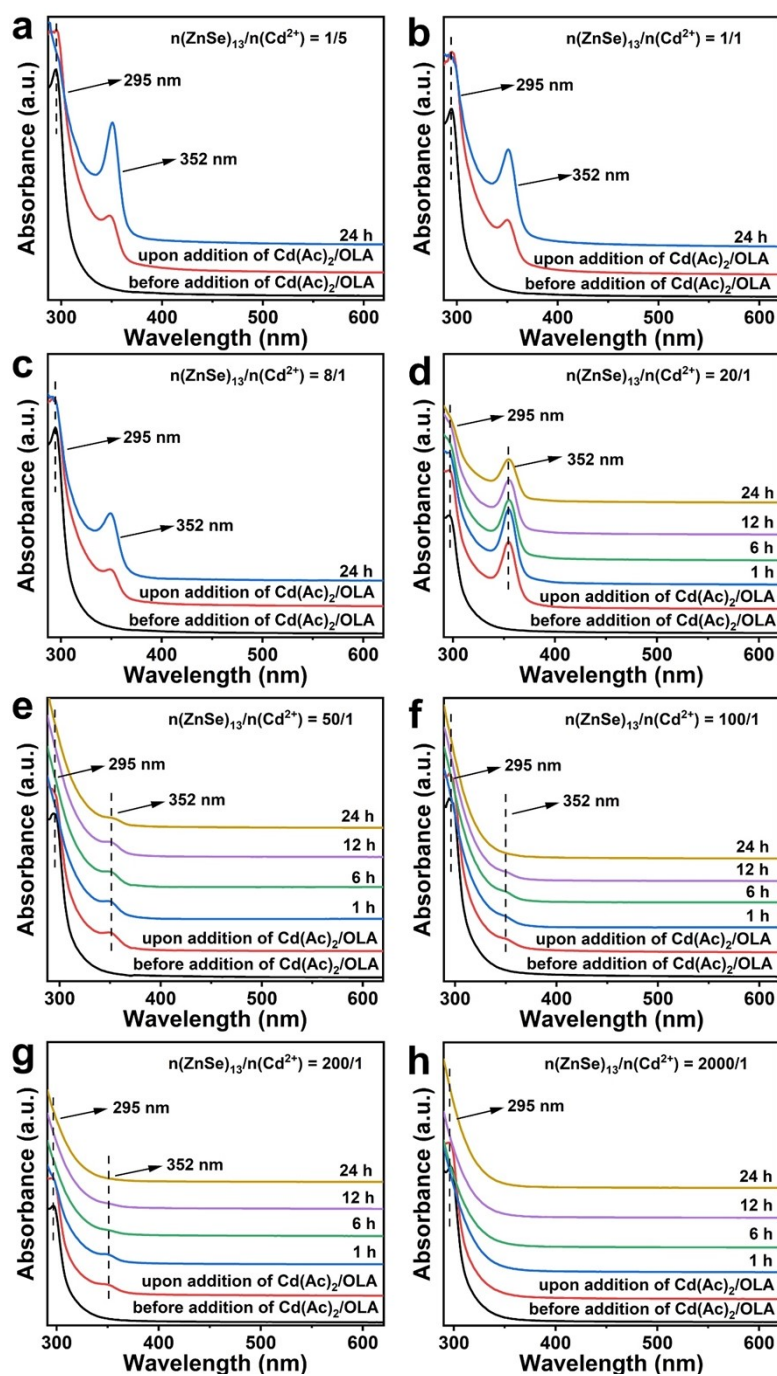 a
n(ZnSe)₁₃/n(Cd²⁺) = 1/5
295 nm
352 nm
24 h
upon addition of Cd(Ac)₂/OLA
before addition of Cd(Ac)₂/OLA
Absorbance (a.u.)
300 400 500 600
Wavelength (nm)
b
n(ZnSe)₁₃/n(Cd²⁺) = 1/1
295 nm
352 nm
24 h
upon addition of Cd(Ac)₂/OLA
before addition of Cd(Ac)₂/OLA
Absorbance (a.u.)
300 400 500 600
Wavelength (nm)
c
n(ZnSe)₁₃/n(Cd²⁺) = 8/1
295 nm
352 nm
24 h
upon addition of Cd(Ac)₂/OLA
before addition of Cd(Ac)₂/OLA
Absorbance (a.u.)
300 400 500 600
Wavelength (nm)
d
n(ZnSe)₁₃/n(Cd²⁺) = 20/1
295 nm
352 nm
24 h
12 h
6 h
1 h
upon addition of Cd(Ac)₂/OLA
before addition of Cd(Ac)₂/OLA
Absorbance (a.u.)
300 400 500 600
Wavelength (nm)
e
n(ZnSe)₁₃/n(Cd²⁺) = 50/1
295 nm
352 nm
24 h
12 h
6 h
1 h
upon addition of Cd(Ac)₂/OLA
before addition of Cd(Ac)₂/OLA
Absorbance (a.u.)
300 400 500 600
Wavelength (nm)
f
n(ZnSe)₁₃/n(Cd²⁺) = 100/1
295 nm
352 nm
24 h
12 h
6 h
1 h
upon addition of Cd(Ac)₂/OLA
before addition of Cd(Ac)₂/OLA
Absorbance (a.u.)
300 400 500 600
Wavelength (nm)
g
n(ZnSe)₁₃/n(Cd²⁺) = 200/1
295 nm
352 nm
24 h
12 h
6 h
1 h
upon addition of Cd(Ac)₂/OLA
before addition of Cd(Ac)₂/OLA
Absorbance (a.u.)
300 400 500 600
Wavelength (nm)
h
n(ZnSe)₁₃/n(Cd²⁺) = 2000/1
295 nm
24 h
12 h
6 h
1 h
upon addition of Cd(Ac)₂/OLA
before addition of Cd(Ac)₂/OLA
Absorbance (a.u.)
300 400 500 600
Wavelength (nm)